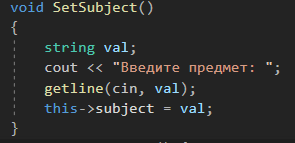 void SetSubject()
{
string val;
cout << "Введите предмет: ";
getline(cin, val);
this->subject = val;
}